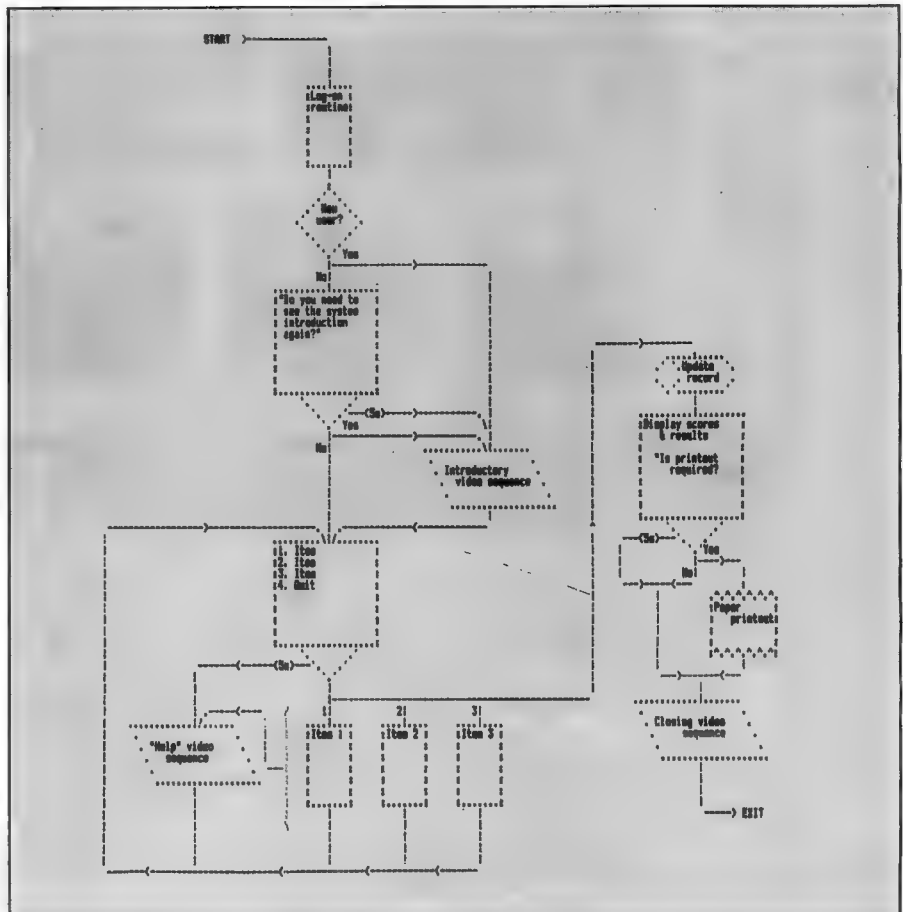 START
Log-on
routine
New
user?
Yes
No
"Do you need to
see the system
introduction
again?"
(5s)
Yes
No
Introductory
video sequence
1. Item
2. Item
3. Item
4. Quit
(5s)
1
2
3
"Help" video
sequence
Item 1
Item 2
Item 3
Update
record
Display scores
& results
"Is printout
required?
(5s)
Yes
No
Paper
printout
Closing video
sequence
EXIT